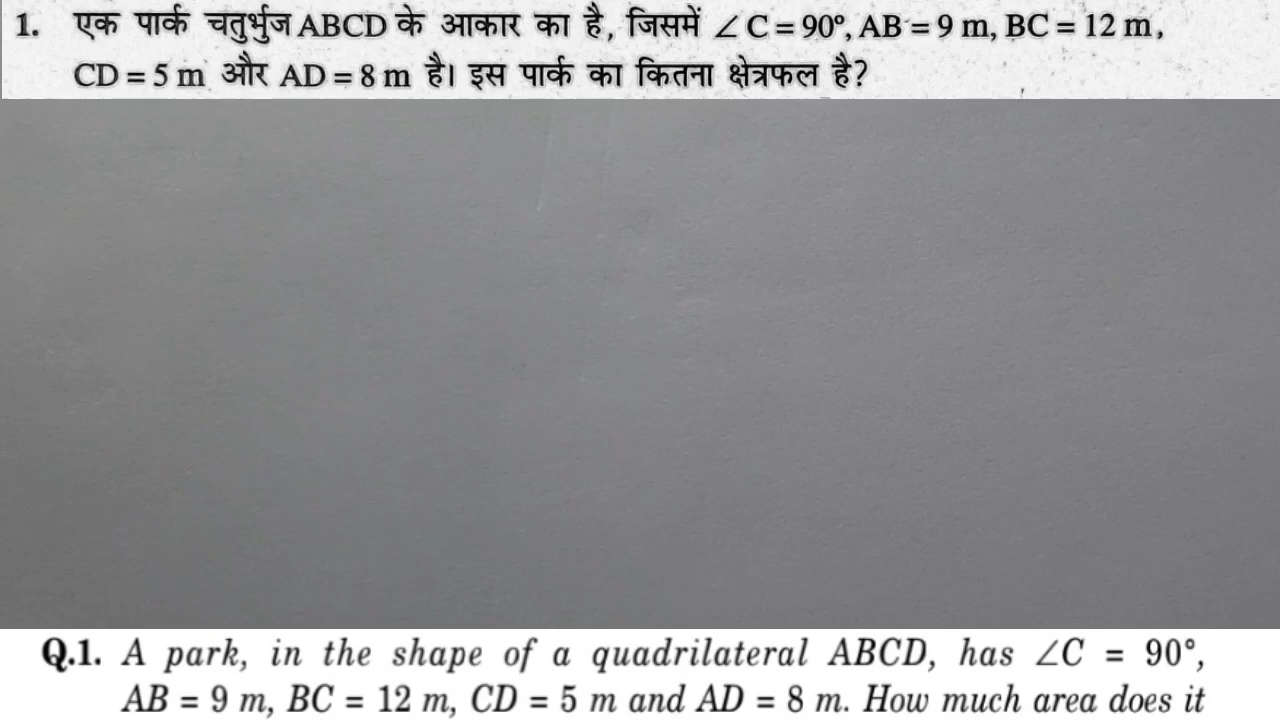 1. एक पार्क चतुर्भुज ABCD के आकार का है, जिसमें ∠C = 90º, AB = 9 m, BC = 12 m,
CD = 5 m और AD = 8 m है। इस पार्क का कितना क्षेत्रफल है?
Q.1. A park, in the shape of a quadrilateral ABCD, has ∠C = 90°,
AB = 9 m, BC = 12 m, CD = 5 m and AD = 8 m. How much area does it